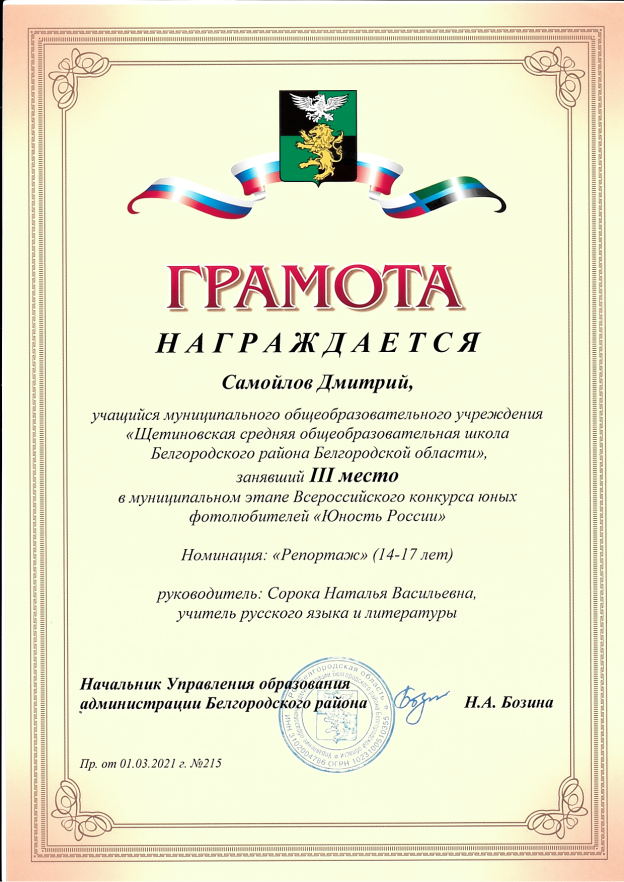 ГРАМОТА
НАГРАЖДАЕТСЯ
Самойлов Дмитрий,
учащийся муниципального общеобразовательного учреждения
«Щетиновская средняя общеобразовательная школа
Белгородского района Белгородской области»,
занявший III место
в муниципальном этапе Всероссийского конкурса юных
фотолюбителей «Юность России»
Номинация: «Репортаж» (14-17 лет)
руководитель: Сорока Наталья Васильевна,
учитель русского языка и литературы
Начальник Управления образования
администрации Белгородского района Н.А. Бозина
Пр. от 01.03.2021 г. №215